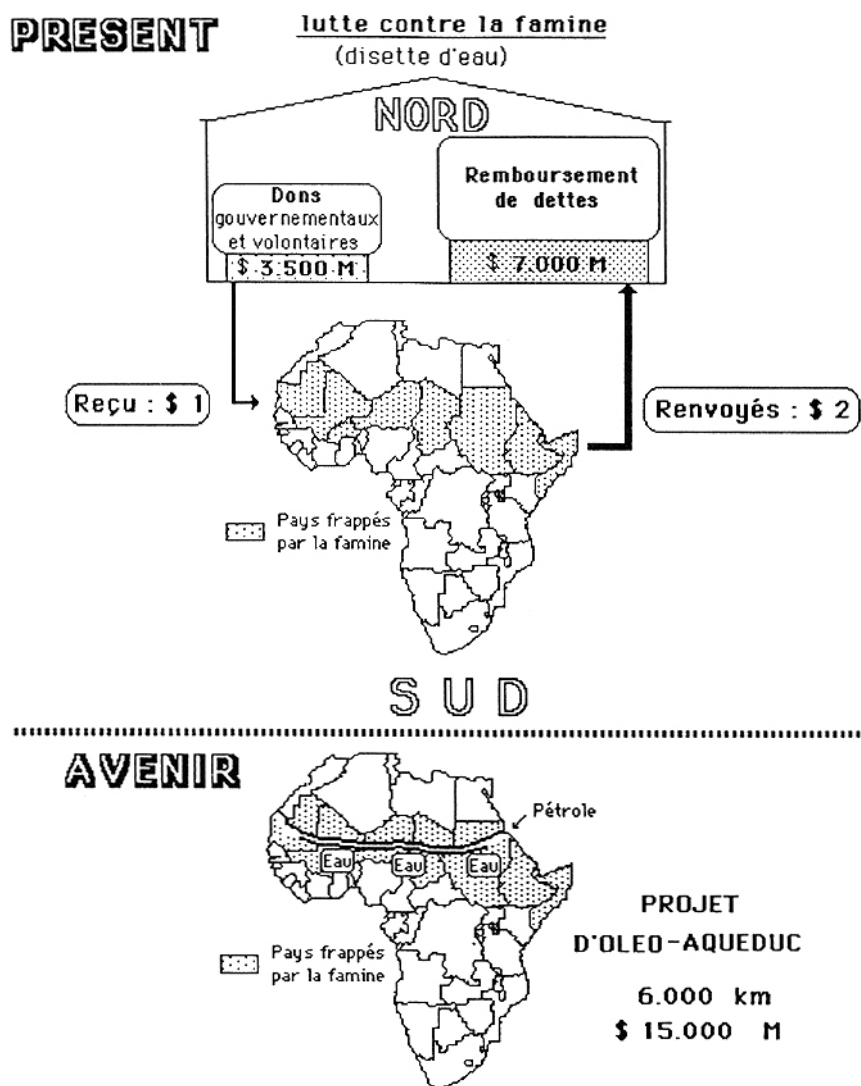 PRESENT
lutte contre la famine
(disette d'eau)
NORD
Dons
gouvernementaux
et volontaires
$ 3.500 M
Remboursement
de dettes
$ 7.000 M
Reçu : $ 1
Renvoyés : $ 2
Pays frappés
par la famine
SUD
AVENIR
Pétrole
Eau
Eau
Eau
Pays frappés
par la famine
PROJET
D'OLEO-AQUEDUC
6.000 km
$ 15.000 M